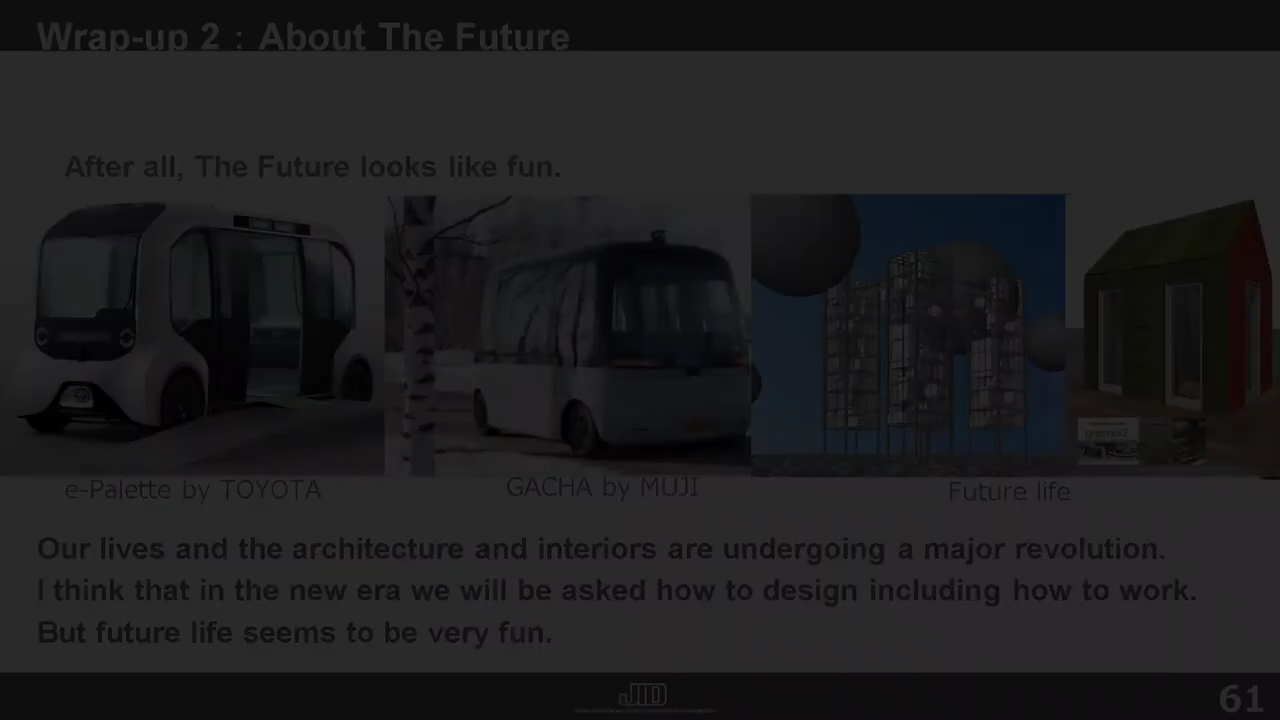 Wrap-up 2 : About The Future
After all, The Future looks like fun.
e-Palette by TOYOTA
GACHA by MUJI
Future life
Our lives and the architecture and interiors are undergoing a major revolution.
I think that in the new era we will be asked how to design including how to work.
But future life seems to be very fun.
JID
61